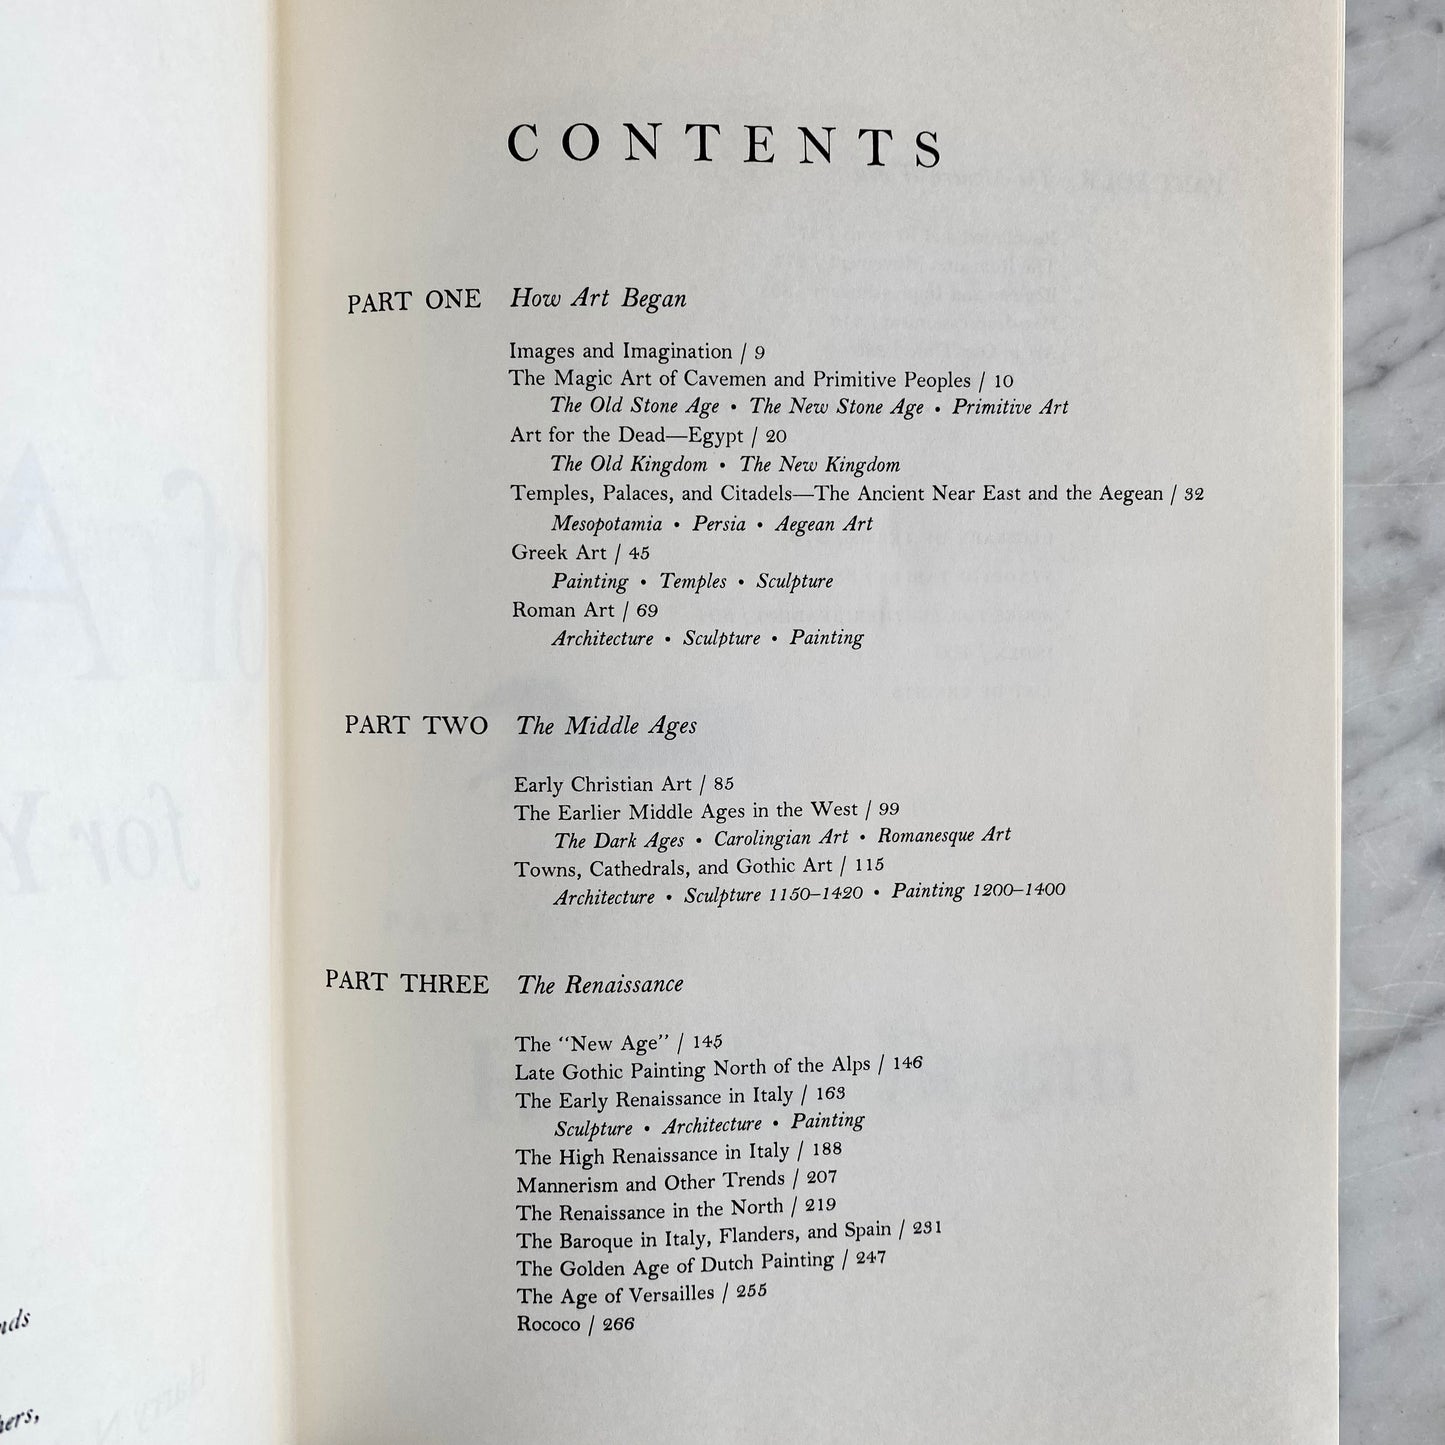 CONTENTS
PART ONE How Art Began
Images and Imagination / 9
The Magic Art of Cavemen and Primitive Peoples / 10
The Old Stone Age • The New Stone Age • Primitive Art
Art for the Dead—Egypt / 20
The Old Kingdom • The New Kingdom
Temples, Palaces, and Citadels—The Ancient Near East and the Aegean / 32
Mesopotamia • Persia • Aegean Art
Greek Art / 45
Painting • Temples • Sculpture
Roman Art / 69
Architecture • Sculpture • Painting
PART TWO The Middle Ages
Early Christian Art / 85
The Earlier Middle Ages in the West / 99
The Dark Ages • Carolingian Art • Romanesque Art
Towns, Cathedrals, and Gothic Art / 115
Architecture • Sculpture 1150–1420 • Painting 1200–1400
PART THREE The Renaissance
The “New Age” / 145
Late Gothic Painting North of the Alps / 146
The Early Renaissance in Italy / 163
Sculpture • Architecture • Painting
The High Renaissance in Italy / 188
Mannerism and Other Trends / 207
The Renaissance in the North / 219
The Baroque in Italy, Flanders, and Spain / 231
The Golden Age of Dutch Painting / 247
The Age of Versailles / 255
Rococo / 266